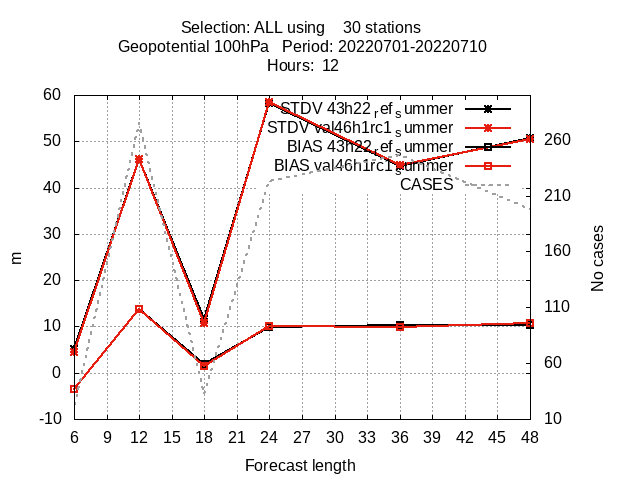 Selection: ALL using    30 stations
Geopotential 100hPa   Period: 20220701-20220710
Hours:  12
60
50
40
30
20
10
0
-10
m
STDV 43h22_ref_summer
STDV val46h1rc1_summer
BIAS 43h22_ref_summer
BIAS val46h1rc1_summer
CASES
260
210
160
110
60
10
No cases
6 9 12 15 18 21 24 27 30 33 36 39 42 45 48
Forecast length